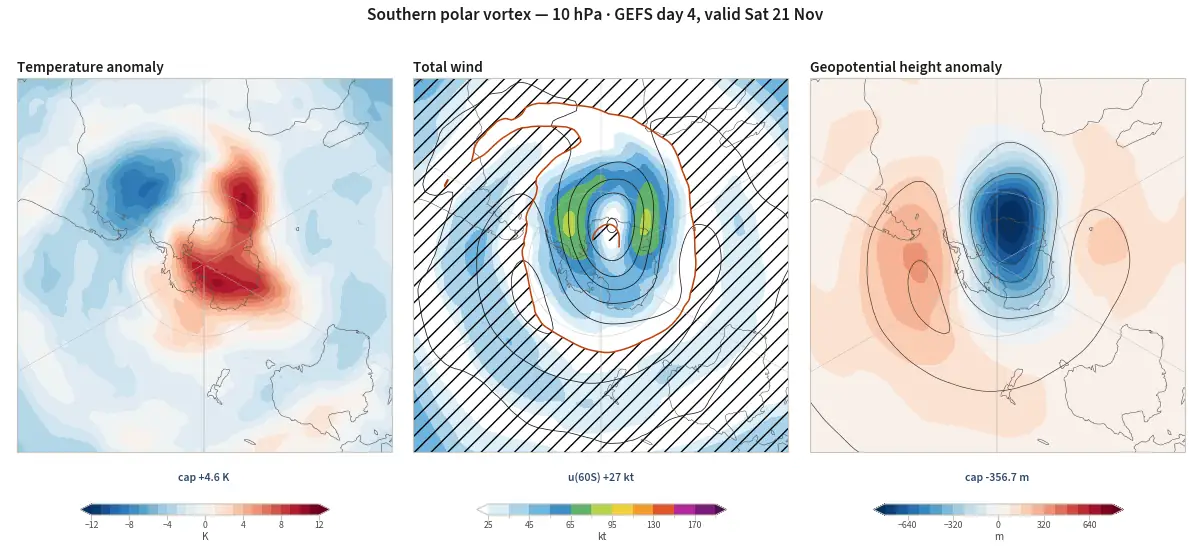 Southern polar vortex — 10 hPa · GEFS day 4, valid Sat 21 Nov
Temperature anomaly
Total wind
Geopotential height anomaly
cap +4.6 K
u(60S) +27 kt
cap -356.7 m
−12 −8 −4 0 4 8 12
K
25 45 65 95 130 170
kt
−640 −320 0 320 640
m